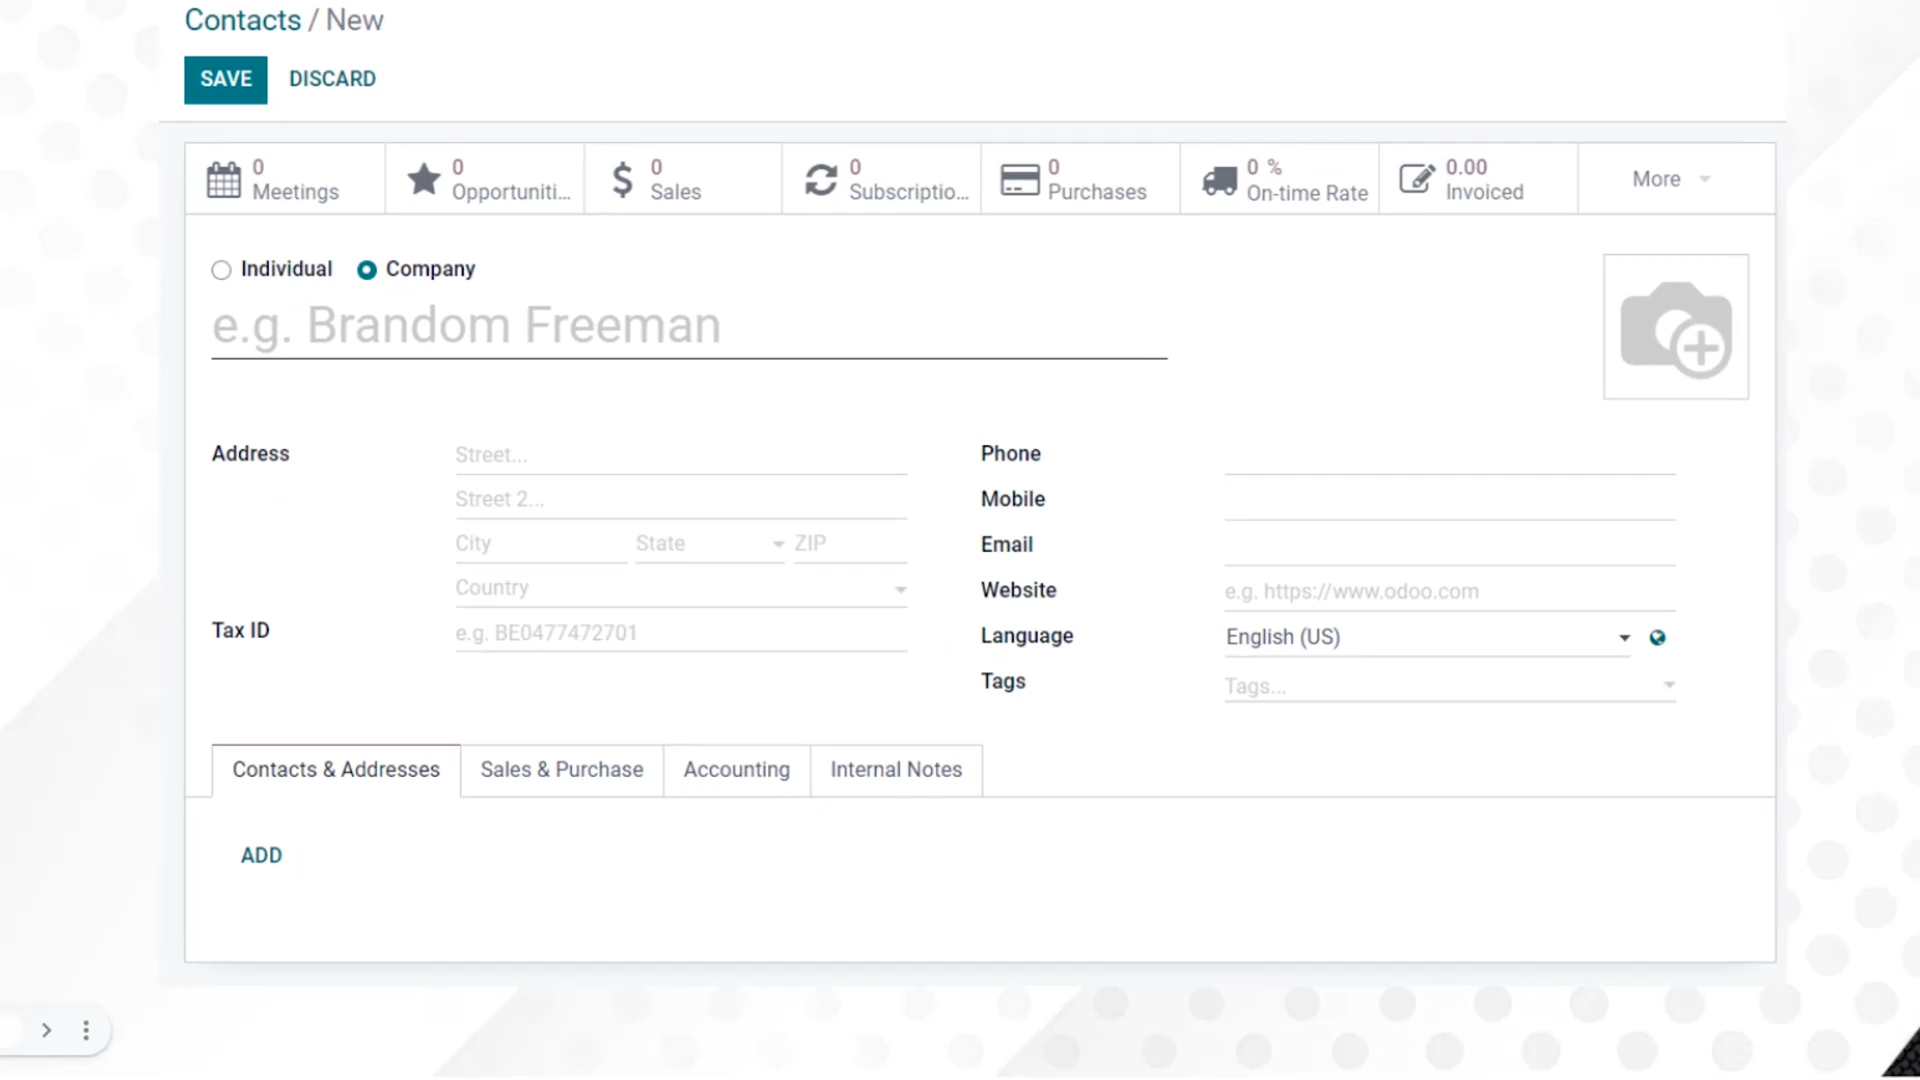 Contacts / New
SAVE DISCARD
0 Meetings
0 Opportuniti...
0 Sales
0 Subscriptio...
0 Purchases
0 % On-time Rate
0.00 Invoiced
More
Individual Company
e.g. Brandom Freeman
Address
Street...
Street 2...
City State ZIP
Country
Tax ID e.g. BE0477472701
Phone
Mobile
Email
Website e.g. https://www.odoo.com
Language English (US)
Tags Tags...
Contacts & Addresses Sales & Purchase Accounting Internal Notes
ADD